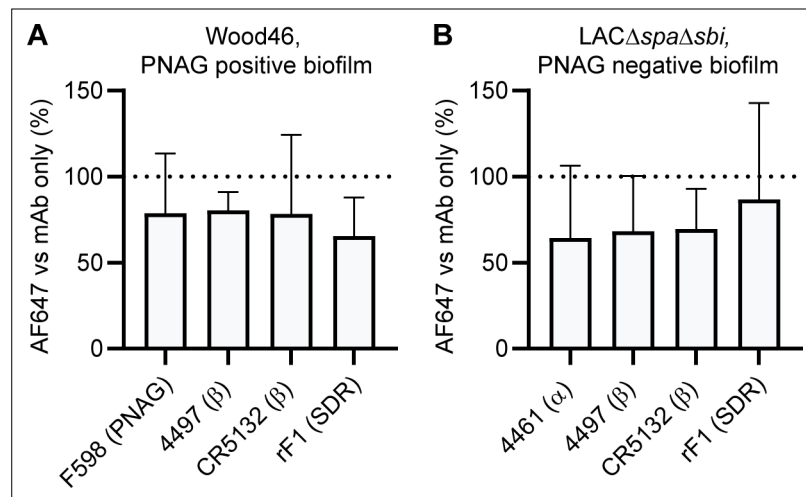 A
Wood46,
PNAG positive biofilm
AF647 vs mAb only (%)
150
100
50
0
F598 (PNAG)
4497 (β)
CR5132 (β)
rF1 (SDR)
B
LACΔspaΔsbi,
PNAG negative biofilm
AF647 vs mAb only (%)
150
100
50
0
4461 (α)
4497 (β)
CR5132 (β)
rF1 (SDR)